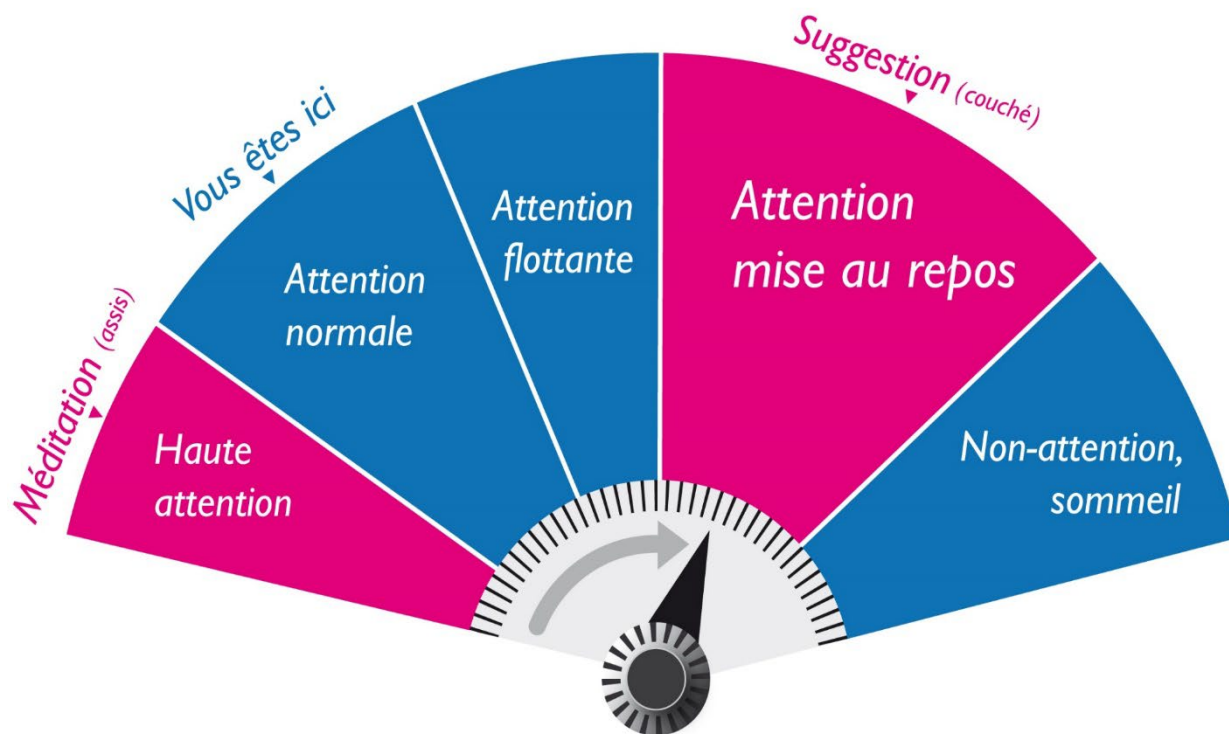 Méditation (assis)
Haute
attention
Vous êtes ici
Attention
normale
Attention
flottante
Suggestion (couché)
Attention
mise au repos
Non-attention,
sommeil